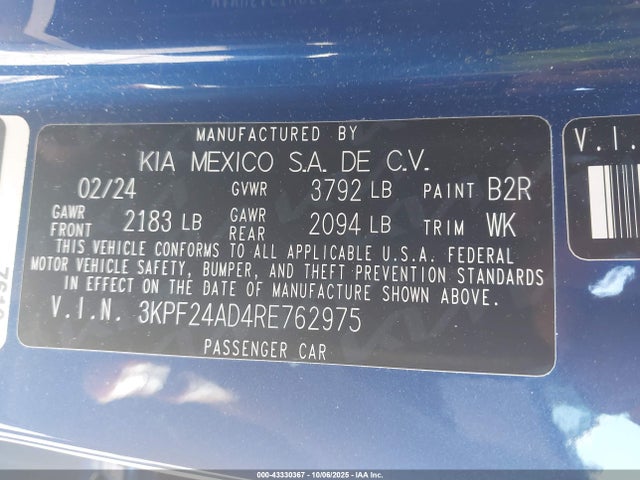 MANUFACTURED BY
KIA MEXICO S.A. DE C.V.
02/24 GVWR 3792 LB PAINT B2R
GAWR FRONT 2183 LB GAWR REAR 2094 LB TRIM WK
THIS VEHICLE CONFORMS TO ALL APPLICABLE U.S.A. FEDERAL
MOTOR VEHICLE SAFETY, BUMPER, AND THEFT PREVENTION STANDARDS
IN EFFECT ON THE DATE OF MANUFACTURE SHOWN ABOVE.
V.I.N. 3KPF24AD4RE762975
PASSENGER CAR
V.I.
000-43330367 • 10/06/2025 • IAA Inc.